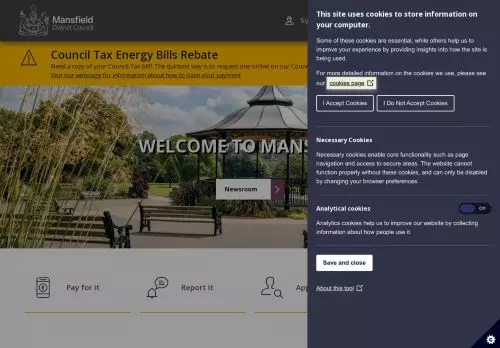 Mansfield
District Council
Council Tax Energy Bills Rebate
Need a copy of your Council Tax bill? The quickest way is to request one online on our
Visit our webpage for information about how to claim your payment
WELCOME TO
Newsroom
Pay for it
Report it
This site uses cookies to store information on
your computer.
Some of these cookies are essential, while others help us to
improve your experience by providing insights into how the site is
being used.
For more detailed information on the cookies we use, please see
our cookies page
I Accept Cookies
I Do Not Accept Cookies
Necessary Cookies
Necessary cookies enable core functionality such as page
navigation and access to secure areas. The website cannot
function properly without these cookies, and can only be disabled
by changing your browser preferences.
Analytical cookies
Off
Analytics cookies help us to improve our website by collecting
information about how people use it.
Save and close
About this tool